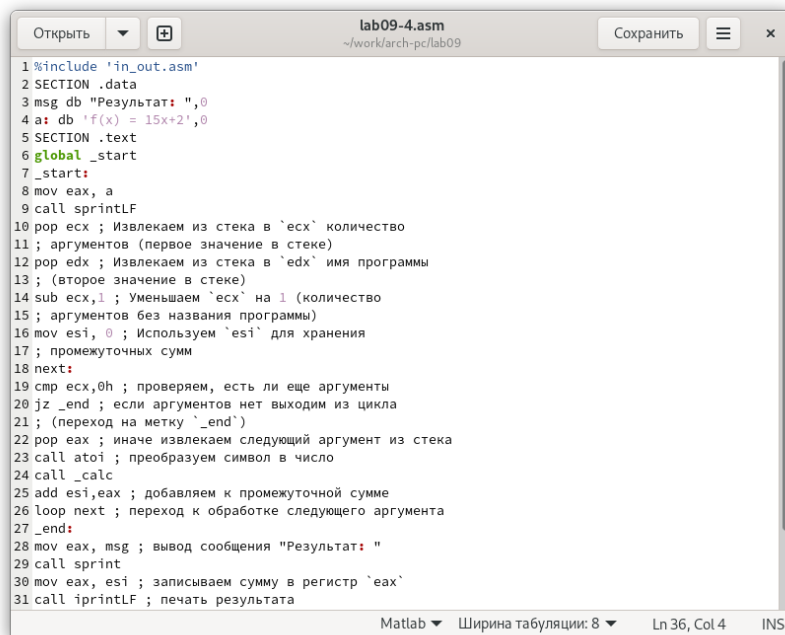 Открыть
lab09-4.asm
~/work/arch-pc/lab09
Сохранить
1 %include 'in_out.asm'
2 SECTION .data
3 msg db "Результат: ",0
4 a: db 'f(x) = 15x+2',0
5 SECTION .text
6 global _start
7 _start:
8 mov eax, a
9 call sprintLF
10 pop ecx ; Извлекаем из стека в `ecx` количество
11 ; аргументов (первое значение в стеке)
12 pop edx ; Извлекаем из стека в `edx` имя программы
13 ; (второе значение в стеке)
14 sub ecx,1 ; Уменьшаем `ecx` на 1 (количество
15 ; аргументов без названия программы)
16 mov esi, 0 ; Используем `esi` для хранения
17 ; промежуточных сумм
18 next:
19 cmp ecx,0h ; проверяем, есть ли еще аргументы
20 jz _end ; если аргументов нет выходим из цикла
21 ; (переход на метку `_end`)
22 pop eax ; иначе извлекаем следующий аргумент из стека
23 call atoi ; преобразуем символ в число
24 call _calc
25 add esi,eax ; добавляем к промежуточной сумме
26 loop next ; переход к обработке следующего аргумента
27 _end:
28 mov eax, msg ; вывод сообщения "Результат: "
29 call sprint
30 mov eax, esi ; записываем сумму в регистр `eax`
31 call iprintLF ; печать результата
Matlab Ширина табуляции: 8 Ln 36, Col 4 INS